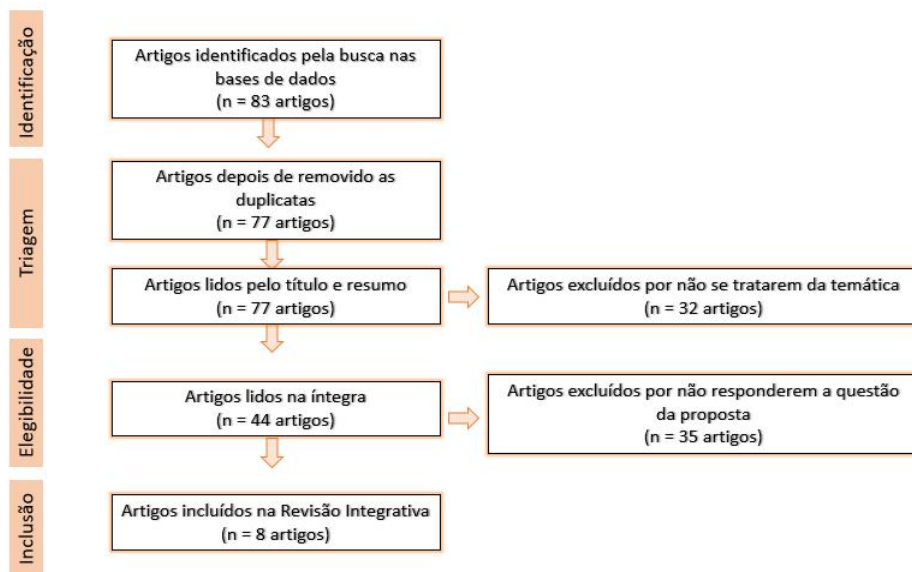 Identificação
Artigos identificados pela busca nas
bases de dados
(n = 83 artigos)
Triagem
Artigos depois de removido as
duplicatas
(n = 77 artigos)
Artigos lidos pelo título e resumo
(n = 77 artigos)
Artigos excluídos por não se tratarem da temática
(n = 32 artigos)
Elegibilidade
Artigos lidos na íntegra
(n = 44 artigos)
Artigos excluídos por não responderem a questão
da proposta
(n = 35 artigos)
Inclusão
Artigos incluídos na Revisão Integrativa
(n = 8 artigos)